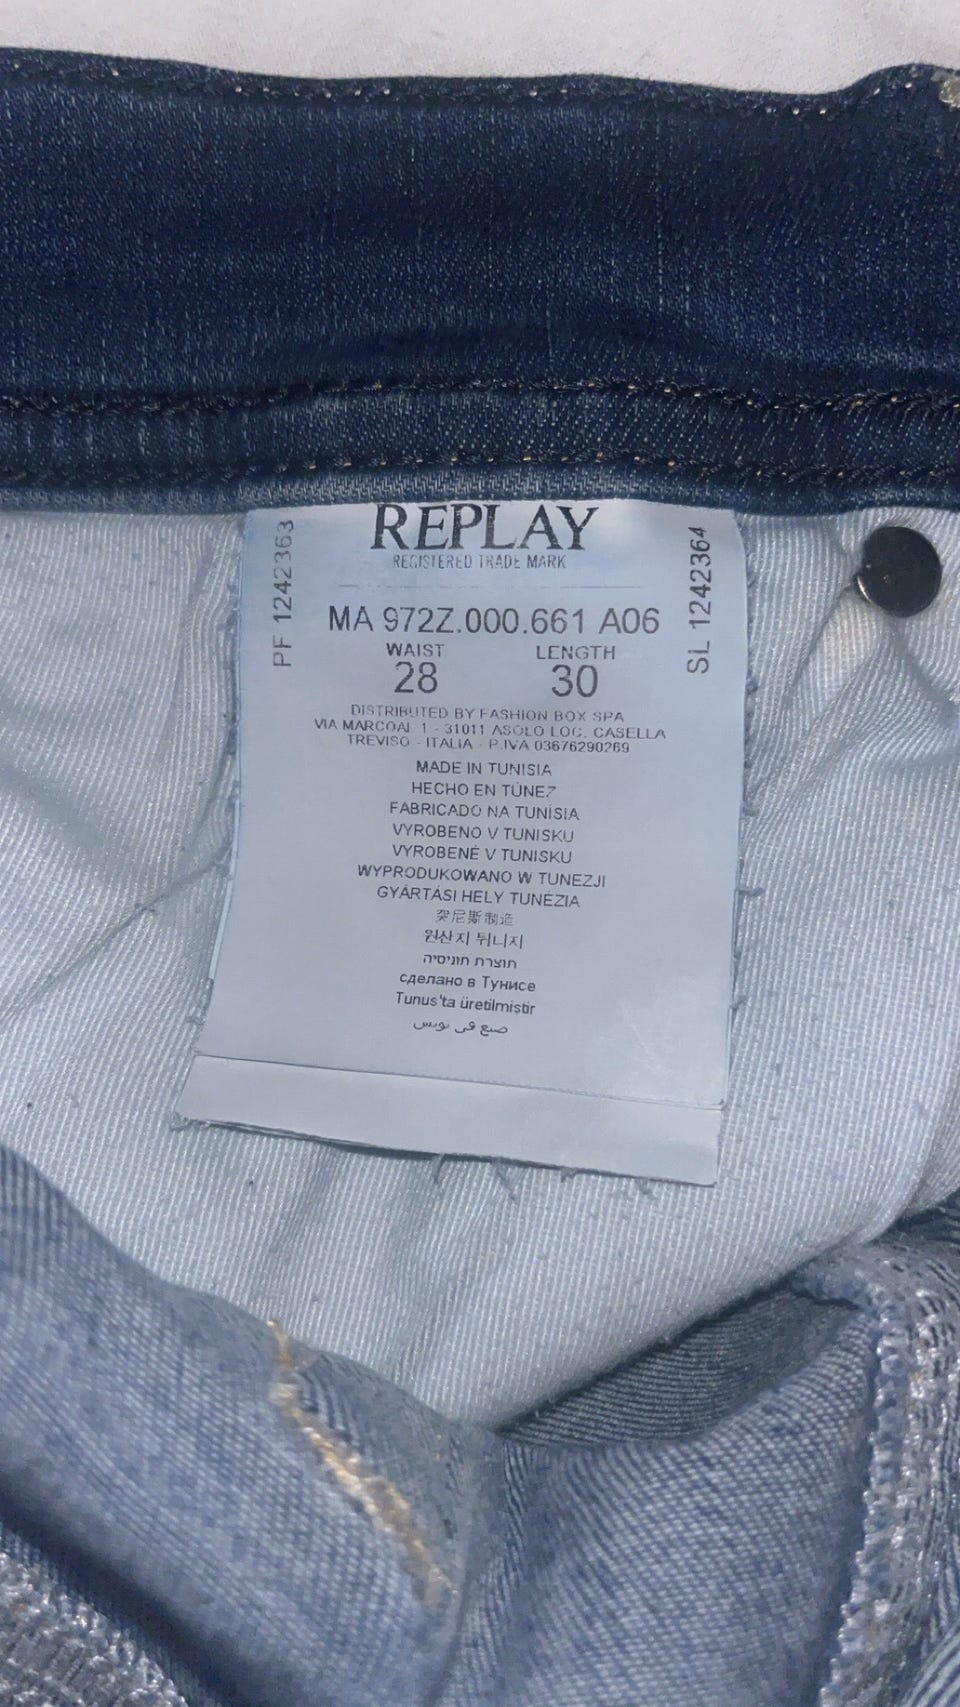 REPLAY
REGISTERED TRADE MARK
PF 1242363
SL 1242364
MA 972Z.000.661 A06
WAIST LENGTH
28 30
DISTRIBUTED BY FASHION BOX SPA
VIA MARCOAI 1 - 31011 ASOLO LOC. CASELLA
TREVISO - ITALIA - P.IVA 03676290269
MADE IN TUNISIA
HECHO EN TÚNEZ
FABRICADO NA TUNÍSIA
VYROBENO V TUNISKU
VYROBENÉ V TUNISKU
WYPRODUKOWANO W TUNEZJI
GYÁRTÁSI HELY TUNÉZIA
突尼斯制造
원산지 튀니지
תוצרת תוניסיה
сделано в Тунисе
Tunus'ta üretilmiştir
صنع في تونس